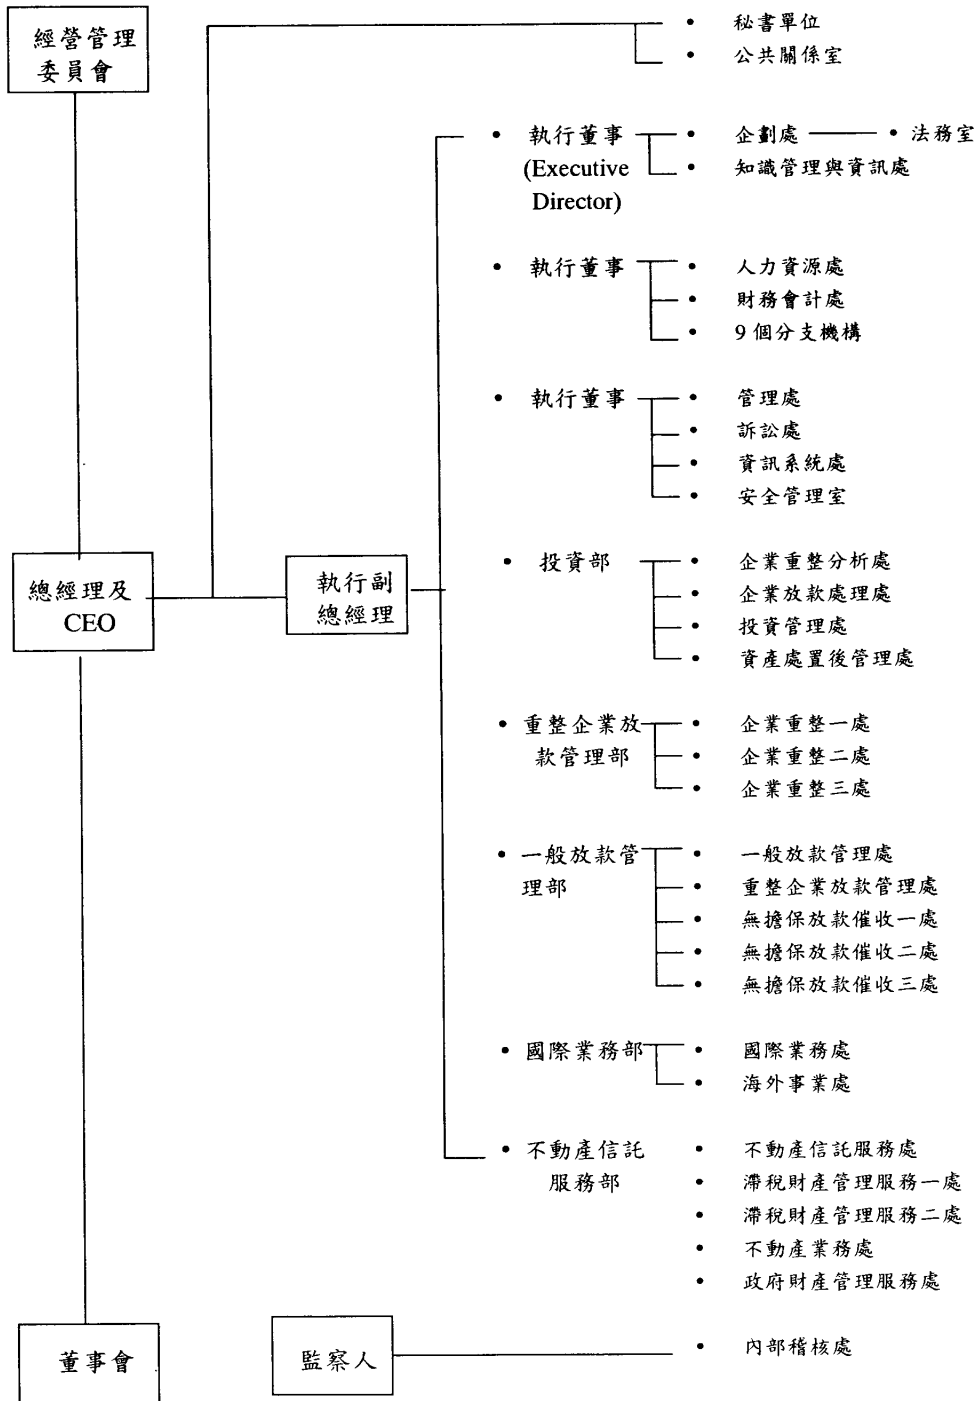 經營管理
委員會
• 秘書單位
• 公共關係室
• 執行董事
(Executive
Director)
• 企劃處
• 法務室
• 知識管理與資訊處
• 執行董事
• 人力資源處
• 財務會計處
• 9個分支機構
• 執行董事
• 管理處
• 訴訟處
• 資訊系統處
• 安全管理室
總經理及
CEO
執行副
總經理
• 投資部
• 企業重整分析處
• 企業放款處理處
• 投資管理處
• 資產處置後管理處
• 重整企業放
款管理部
• 企業重整一處
• 企業重整二處
• 企業重整三處
• 一般放款管
理部
• 一般放款管理處
• 重整企業放款管理處
• 無擔保放款催收一處
• 無擔保放款催收二處
• 無擔保放款催收三處
• 國際業務部
• 國際業務處
• 海外事業處
• 不動產信託
服務部
• 不動產信託服務處
• 滯稅財產管理服務一處
• 滯稅財產管理服務二處
• 不動產業務處
• 政府財產管理服務處
董事會
監察人
• 內部稽核處